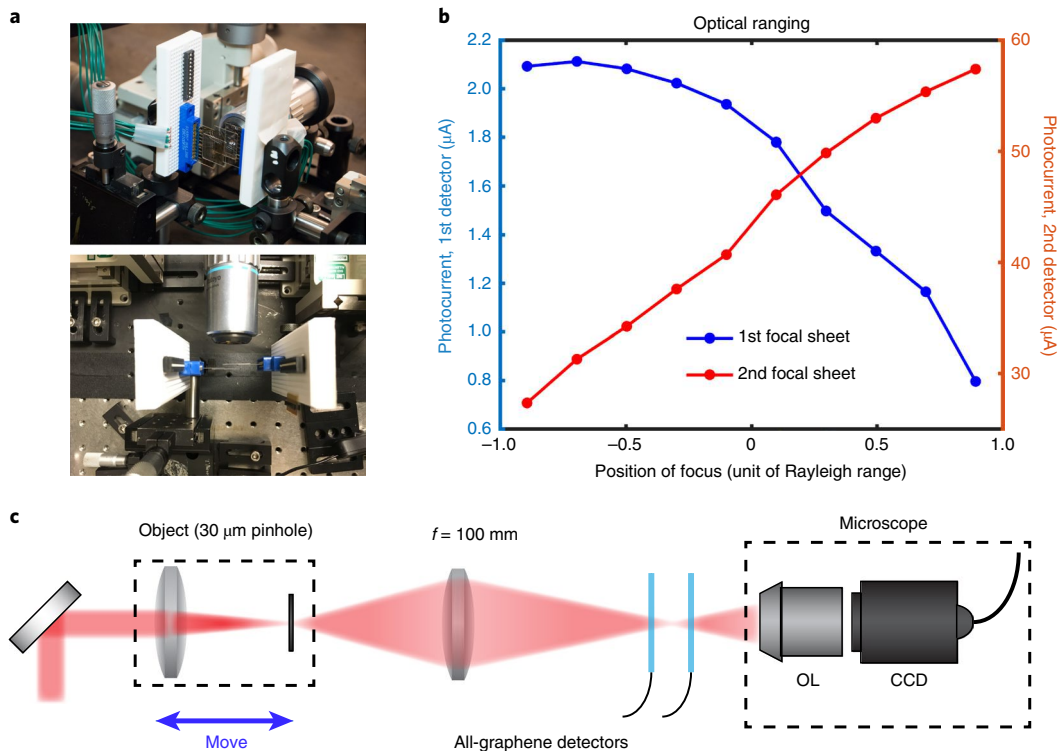 a
b
Optical ranging
2.2
2.0
1.8
1.6
1.4
1.2
1.0
0.8
0.6
Photocurrent, 1st detector (μA)
60
50
40
30
Photocurrent, 2nd detector (μA)
1st focal sheet
2nd focal sheet
−1.0 −0.5 0 0.5 1.0
Position of focus (unit of Rayleigh range)
c
Object (30 μm pinhole)
f = 100 mm
Microscope
OL
CCD
Move
All-graphene detectors